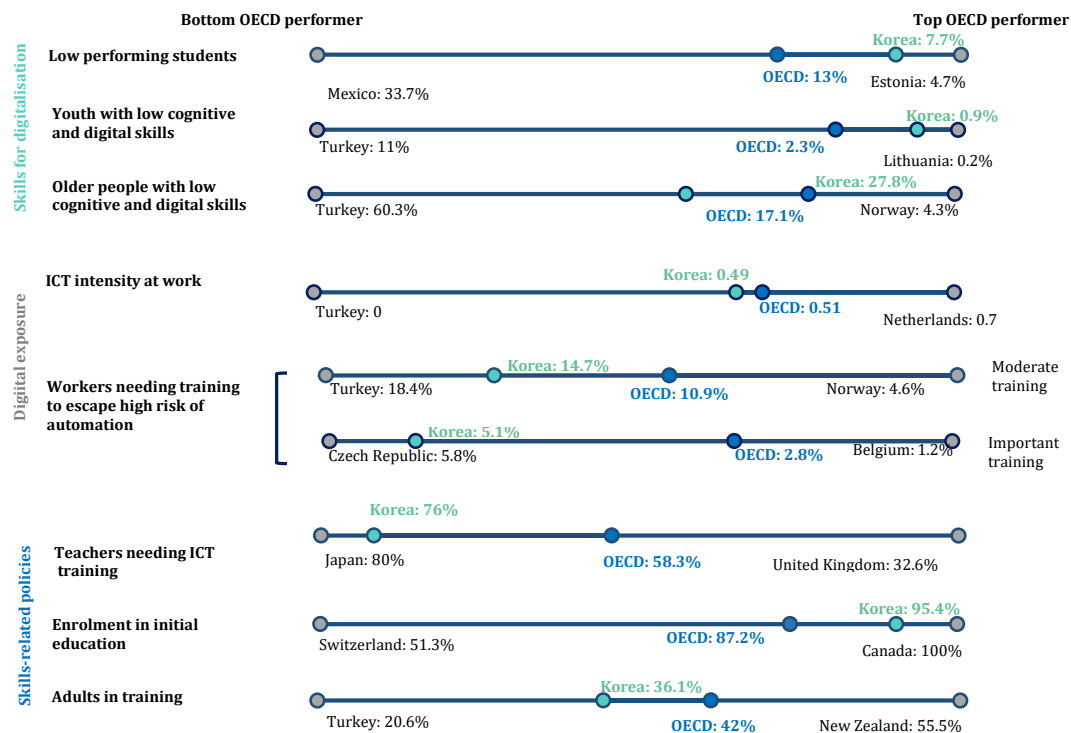 Bottom OECD performer
Top OECD performer
Skills for digitalisation
Low performing students
Korea: 7.7%
OECD: 13%
Estonia: 4.7%
Mexico: 33.7%
Youth with low cognitive
and digital skills
Korea: 0.9%
Turkey: 11%
OECD: 2.3%
Lithuania: 0.2%
Older people with low
cognitive and digital skills
Korea: 27.8%
Turkey: 60.3%
OECD: 17.1%
Norway: 4.3%
Digiital exposure
ICT intensity at work
Korea: 0.49
Turkey: 0
OECD: 0.51
Netherlands: 0.7
Workers needing training
to escape high risk of
automation
Korea: 14.7%
Turkey: 18.4%
OECD: 10.9%
Norway: 4.6%
Moderate
training
Korea: 5.1%
Czech Republic: 5.8%
OECD: 2.8%
Belgium: 1.2%
Important
training
Skills-related policies
Korea: 76%
Teachers needing ICT
training
Japan: 80%
OECD: 58.3%
United Kingdom: 32.6%
Enrolment in initial
education
Korea: 95.4%
Switzerland: 51.3%
OECD: 87.2%
Canada: 100%
Adults in training
Korea: 36.1%
Turkey: 20.6%
OECD: 42%
New Zealand: 55.5%